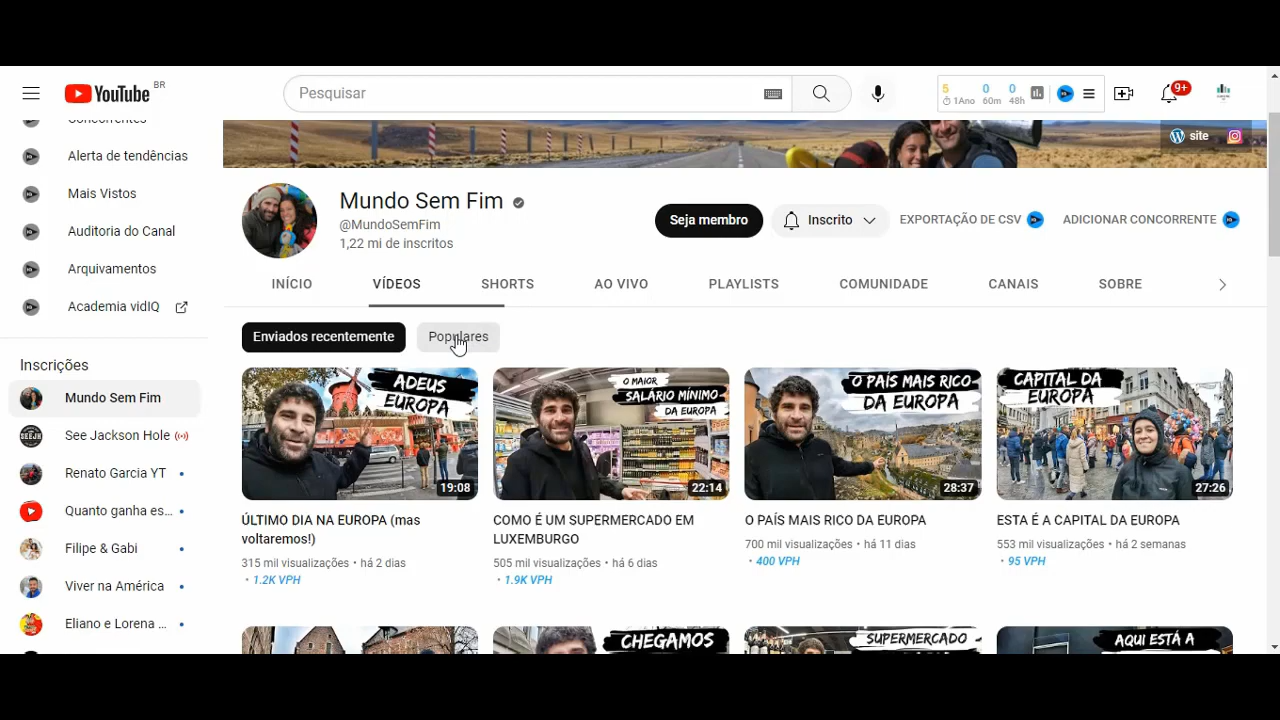 YouTube BR
Pesquisar
5 0 0
1Ano 60m 48h
9+
Concorrentes
Alerta de tendências
Mais Vistos
Auditoria do Canal
Arquivamentos
Academia vidIQ
Inscrições
Mundo Sem Fim
See Jackson Hole
Renato Garcia YT
Quanto ganha es...
Filipe & Gabi
Viver na América
Eliano e Lorena ...
site
Mundo Sem Fim
@MundoSemFim
1,22 mi de inscritos
Seja membro
Inscrito
EXPORTAÇÃO DE CSV
ADICIONAR CONCORRENTE
INÍCIO VÍDEOS SHORTS AO VIVO PLAYLISTS COMUNIDADE CANAIS SOBRE
Enviados recentemente
Populares
ADEUS
EUROPA
19:08
ÚLTIMO DIA NA EUROPA (mas
voltaremos!)
315 mil visualizações • há 2 dias
• 1.2K VPH
O MAIOR
SALÁRIO MÍNIMO
DA EUROPA
22:14
COMO É UM SUPERMERCADO EM
LUXEMBURGO
505 mil visualizações • há 6 dias
• 1.9K VPH
O PAÍS MAIS RICO
DA EUROPA
28:37
O PAÍS MAIS RICO DA EUROPA
700 mil visualizações • há 11 dias
• 400 VPH
CAPITAL DA
EUROPA
27:26
ESTA É A CAPITAL DA EUROPA
553 mil visualizações • há 2 semanas
• 95 VPH
CHEGAMOS
SUPERMERCADO
AQUI ESTÁ A